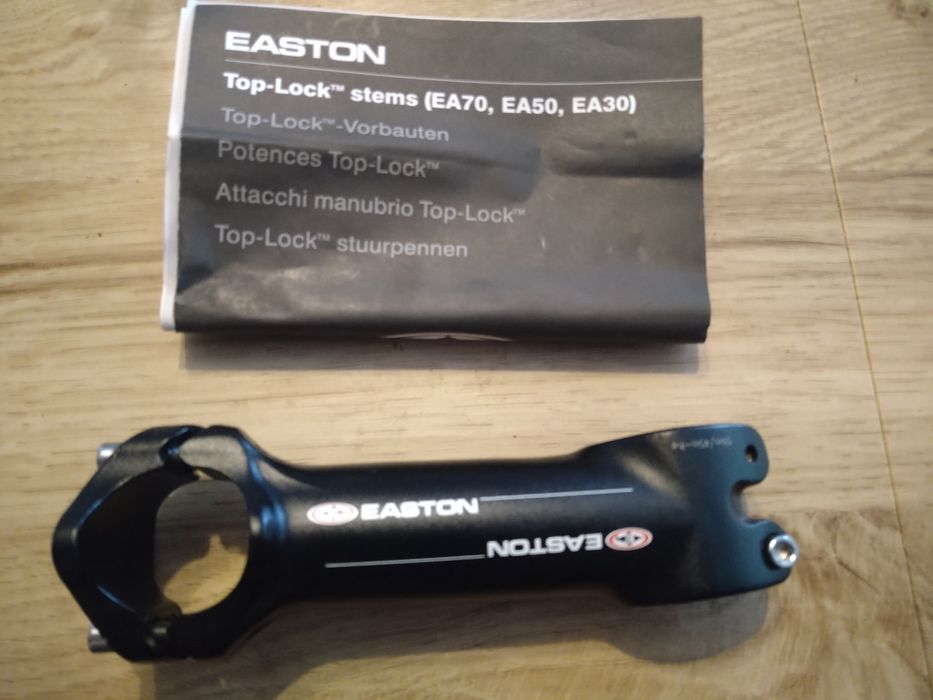 EASTON
Top-Lock™ stems (EA70, EA50, EA30)
Top-Lock™-Vorbauten
Potences Top-Lock™
Attacchi manubrio Top-Lock™
Top-Lock™ stuurpennen
EASTON
EASTON